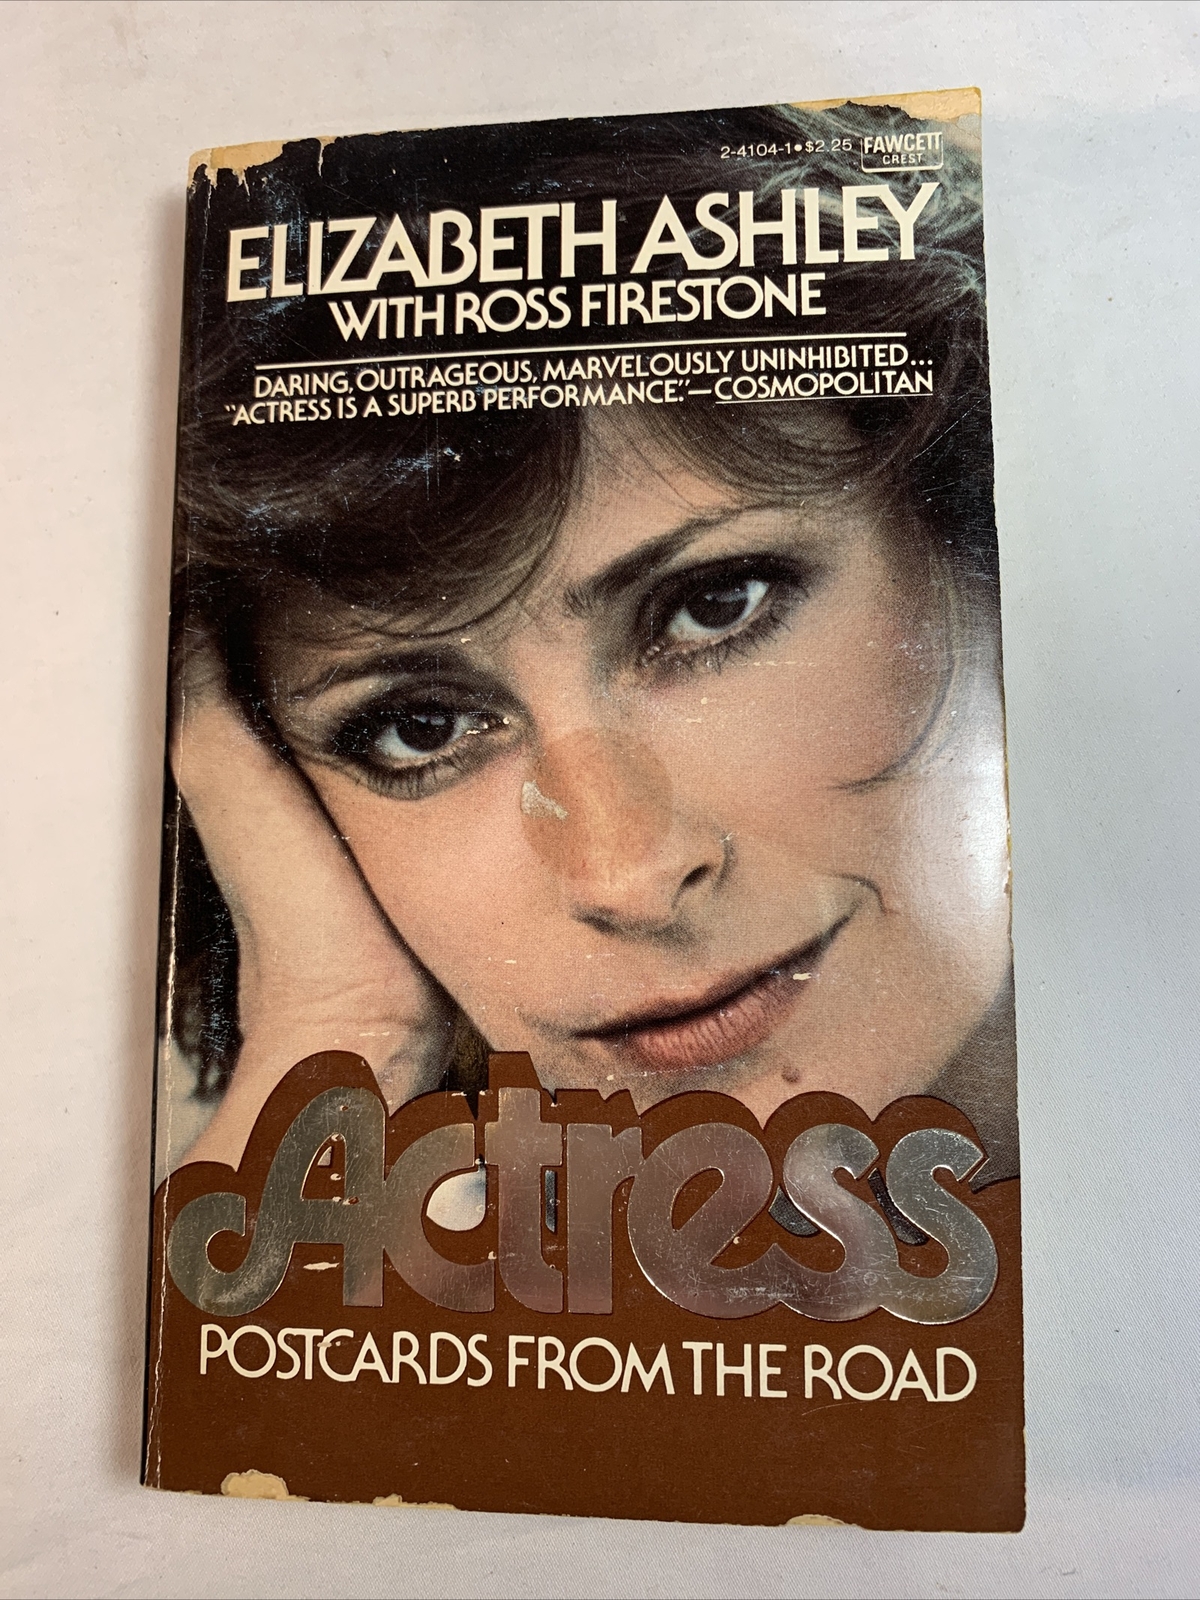 2-4104-1•$2.25 FAWCETT
CREST
ELIZABETH ASHLEY
WITH ROSS FIRESTONE
DARING, OUTRAGEOUS, MARVELOUSLY UNINHIBITED...
"ACTRESS IS A SUPERB PERFORMANCE."—COSMOPOLITAN
Actress
POSTCARDS FROM THE ROAD